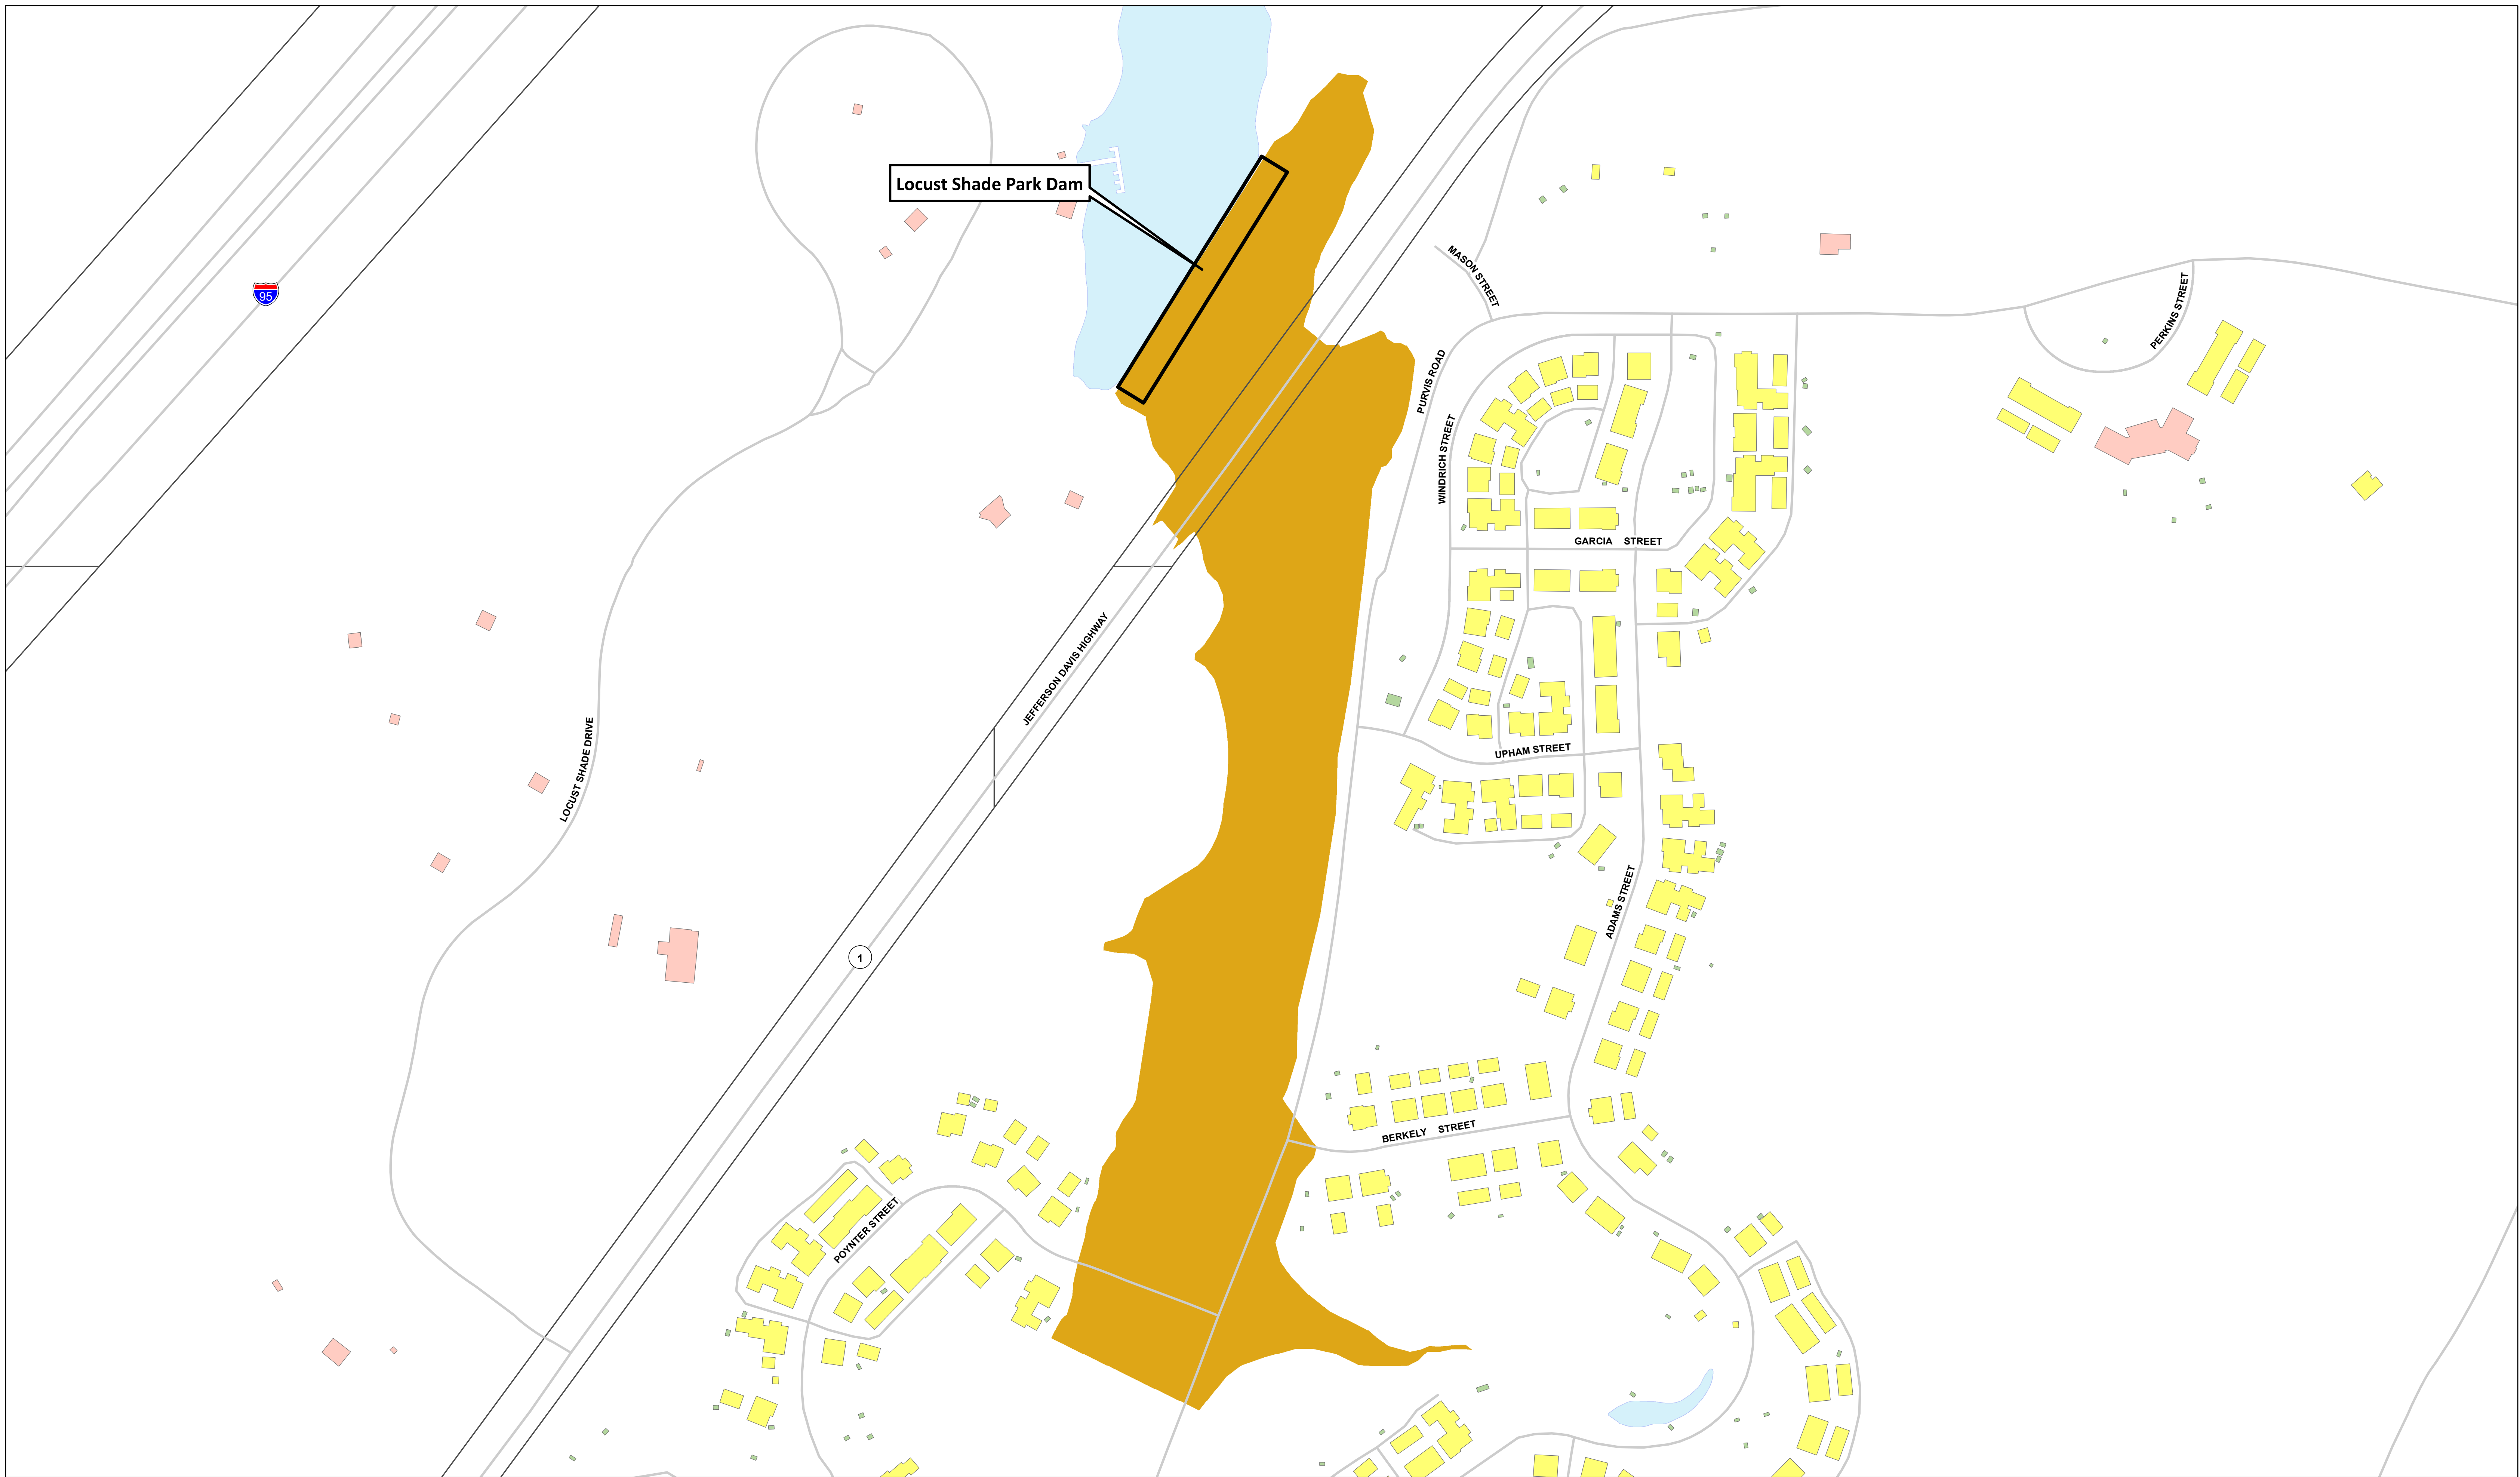 Locust Shade Park Dam
MASON STREET
95
PERKINS STREET
PURVIS ROAD
WINDRICH STREET
GARCIA STREET
JEFFERSON DAVIS HIGHWAY
LOCUST SHADE DRIVE
UPHAM STREET
ADAMS STREET
1
BERKELY STREET
POYNTER STREET